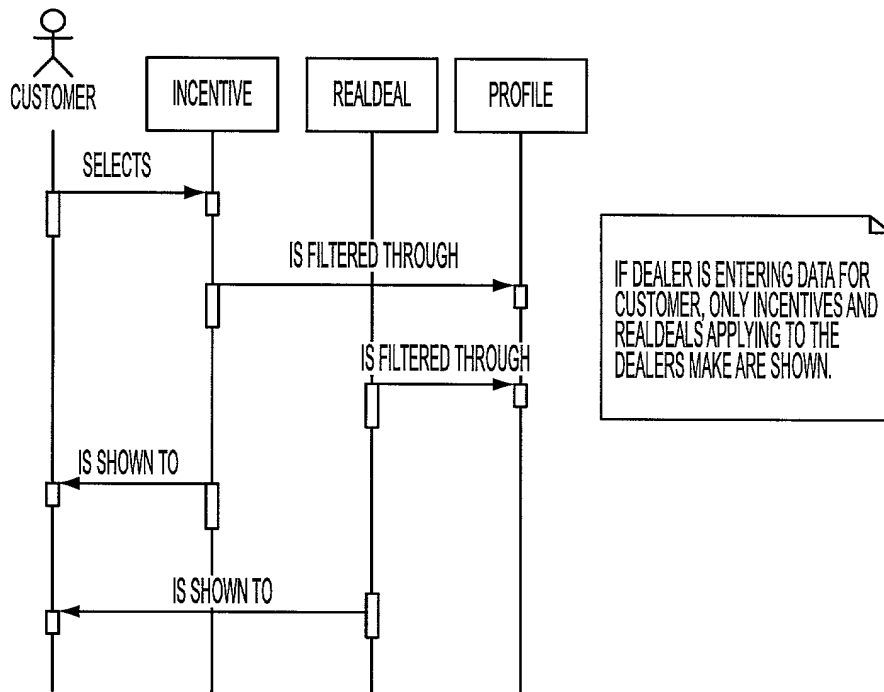 CUSTOMER
INCENTIVE
REALDEAL
PROFILE
SELECTS
IS FILTERED THROUGH
IS FILTERED THROUGH
IS SHOWN TO
IS SHOWN TO
IF DEALER IS ENTERING DATA FOR
CUSTOMER, ONLY INCENTIVES AND
REALDEALS APPLYING TO THE
DEALERS MAKE ARE SHOWN.